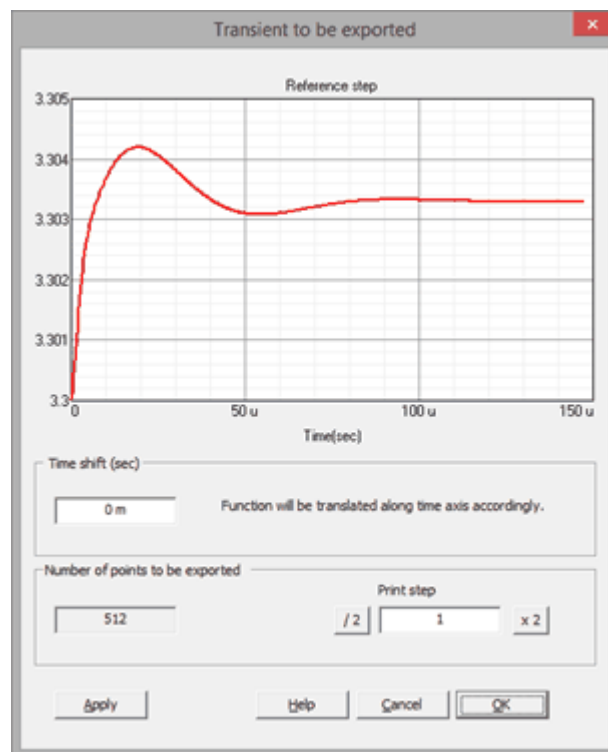 Transient to be exported
Reference step
3.305
3.304
3.303
3.302
3.301
3.3
0 50 u 100 u 150 u
Time(sec)
Time shift (sec)
0 m Function will be translated along time axis accordingly.
Number of points to be exported
Print step
512 / 2 1 x 2
Apply Help Cancel OK